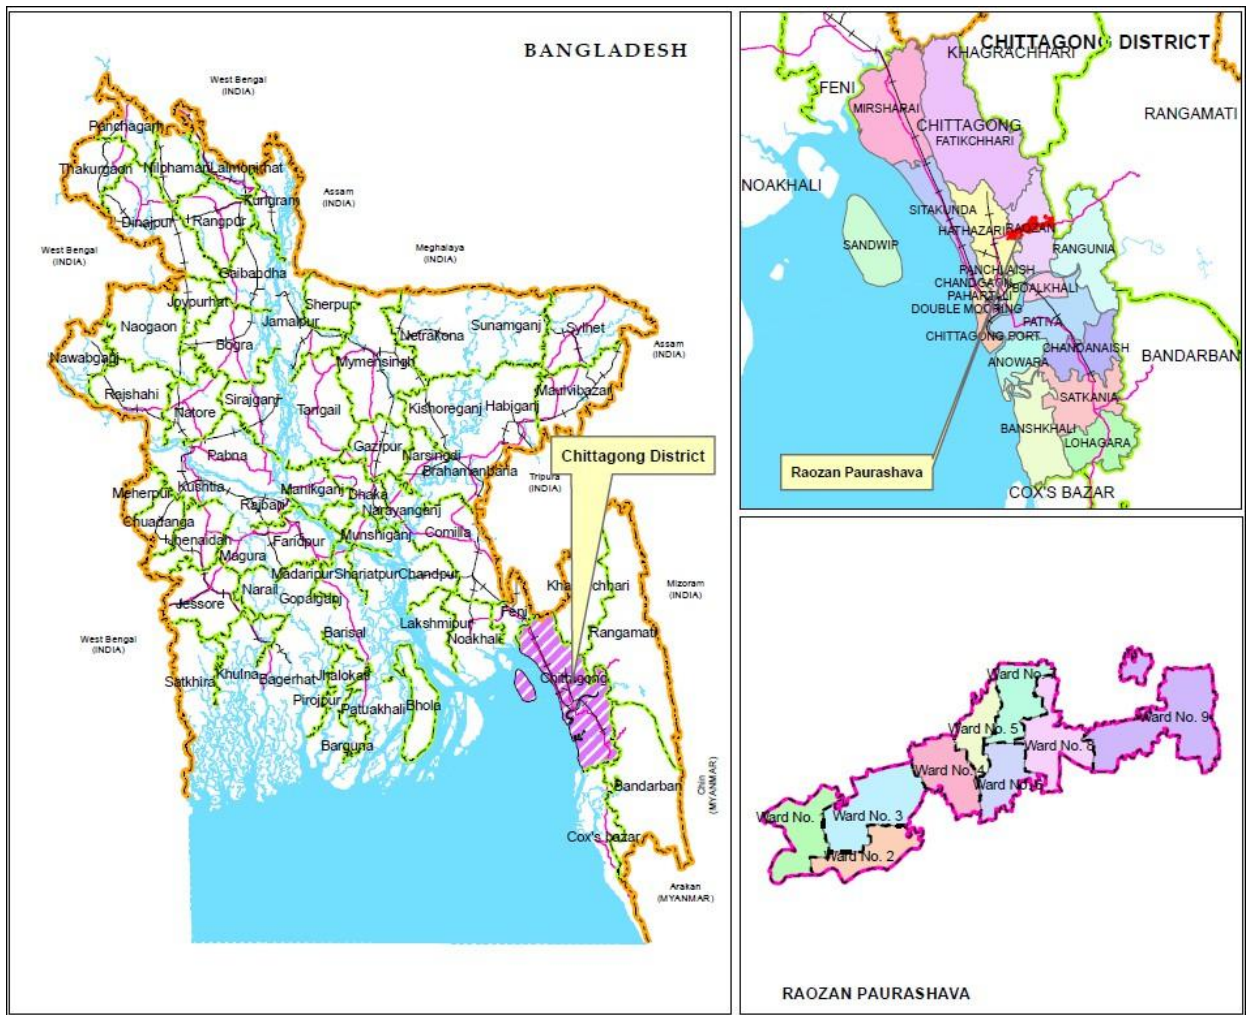 BANGLADESH
West Bengal
(INDIA)
Panchagarh
Thakurgaon
Nilphamari
Lalmonirhat
Assam
(INDIA)
Kurigram
Dinajpur
Rangpur
West Bengal
(INDIA)
Meghalaya
(INDIA)
Gaibandha
Joypurhat
Sherpur
Naogaon
Jamalpur
Sunamganj
Sylhet
Netrakona
Bogra
Assam
(INDIA)
Nawabganj
Mymensingh
Rajshahi
Maulvibazar
Sirajganj
Natore
Tangail
Kishoreganj
Habiganj
Gazipur
Pabna
Narsingdi
Chittagong District
Brahamanbaria
Tripura
(INDIA)
Kushtia
Manikganj
Dhaka
Meherpur
Rajbari
Narayanganj
Chuadanga
Munshiganj
Comilla
Jhenaidah
Faridpur
Magura
Madaripur
Shariatpur
Chandpur
Mizoram
(INDIA)
Narail
Gopalganj
Jessore
Feni
Lakshmipur
Barisal
Noakhali
Rangamati
West Bengal
(INDIA)
Satkhira
Khulna
Bagerhat
Jhalokati
Chittagong
Pirojpur
Patuakhali
Bhola
Barguna
Bandarban
Chin
(MYANMAR)
Cox's bazar
Arakan
(MYANMAR)
CHITTAGONG DISTRICT
KHAGRACHHARI
FENI
MIRSHARAI
RANGAMATI
CHITTAGONG
FATIKCHHARI
NOAKHALI
SITAKUNDA
HATHAZARI
RAOZAN
SANDWIP
RANGUNIA
PANCHLAISH
CHANDGAON
BOALKHALI
PAHARTALI
DOUBLE MOORING
PATIYA
CHITTAGONG PORT
CHANDANAISH
ANOWARA
BANDARBAN
SATKANIA
BANSHKHALI
LOHAGARA
Raozan Paurashava
COX'S BAZAR
Ward No.
Ward No. 9
Ward No. 5
Ward No. 8
Ward No. 4
Ward No. 6
Ward No. 1
Ward No. 3
Ward No. 2
RAOZAN PAURASHAVA